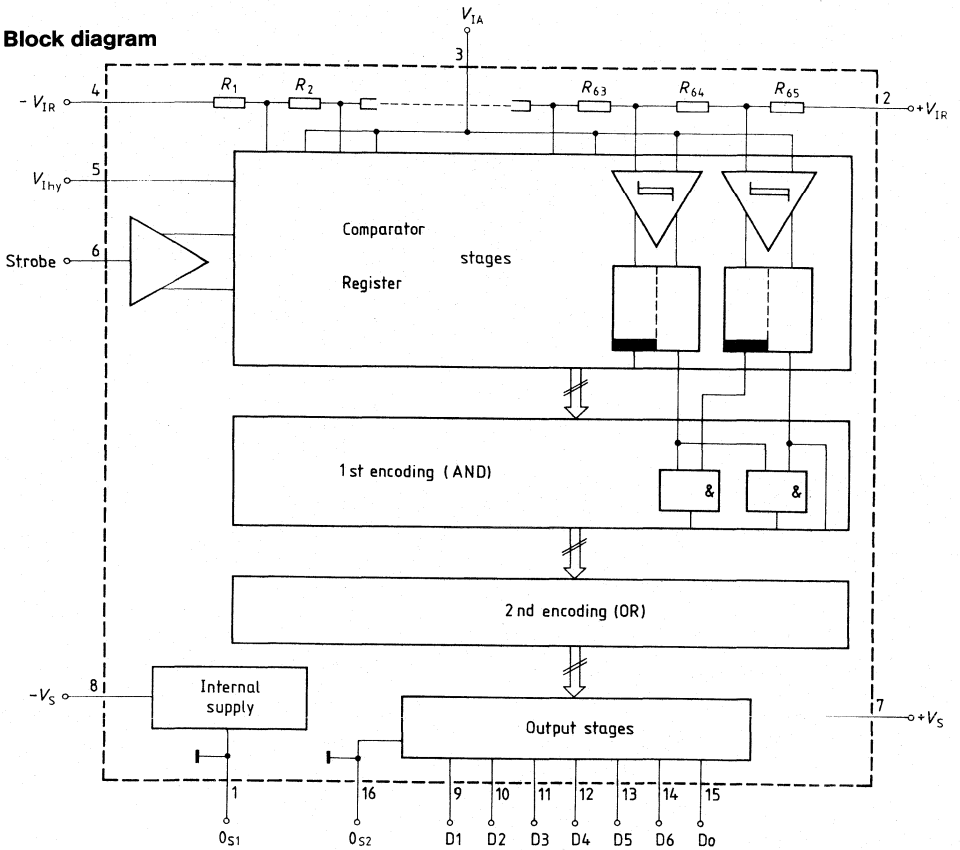 V_IA
Block diagram
3
R_1 R_2 R_63 R_64 R_65
4 2
- V_IR +V_IR
5
V_Ihy
Comparator
stages
6
Strobe
Register
&
&
1st encoding (AND)
2nd encoding (OR)
8
-V_S
Internal
supply
7
+V_S
Output stages
1 16 9 10 11 12 13 14 15
0_S1 0_S2 D1 D2 D3 D4 D5 D6 Do